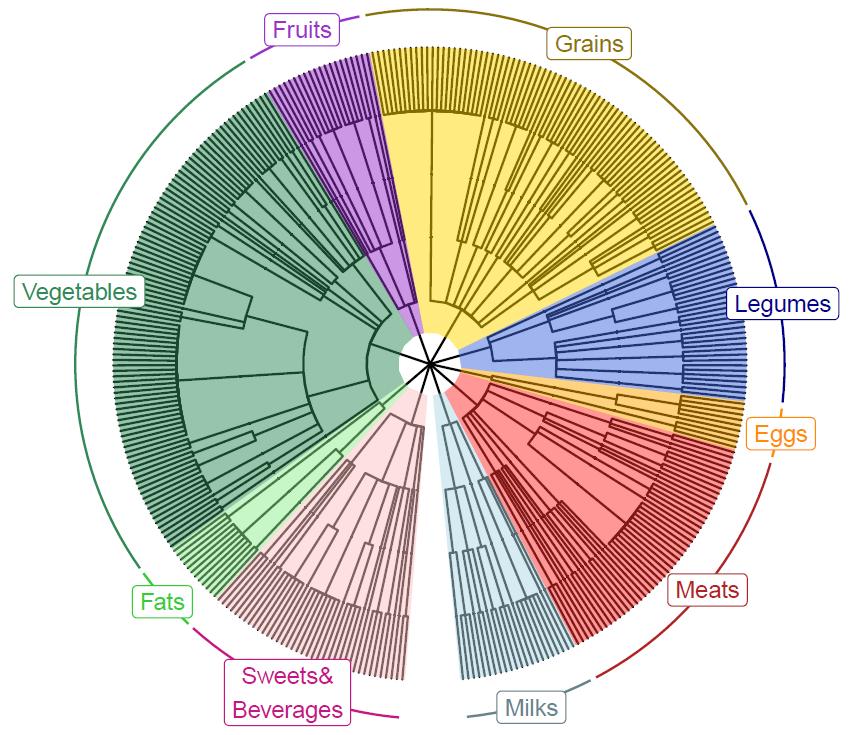 Fruits
Grains
Vegetables
Legumes
Eggs
Meats
Fats
Sweets&
Beverages
Milks